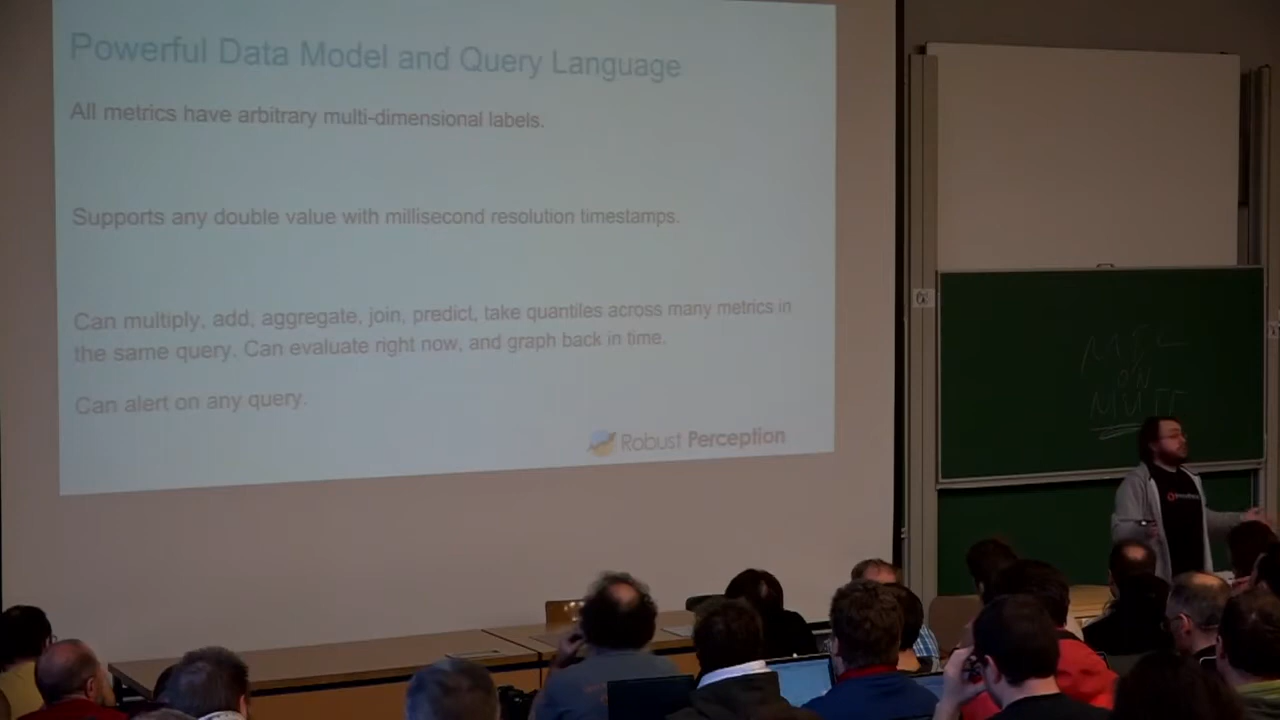 Powerful Data Model and Query Language
All metrics have arbitrary multi-dimensional labels.
Supports any double value with millisecond resolution timestamps.
Can multiply, add, aggregate, join, predict, take quantiles across many metrics in
the same query. Can evaluate right now, and graph back in time.
Can alert on any query.
Robust Perception
ON
MUTE